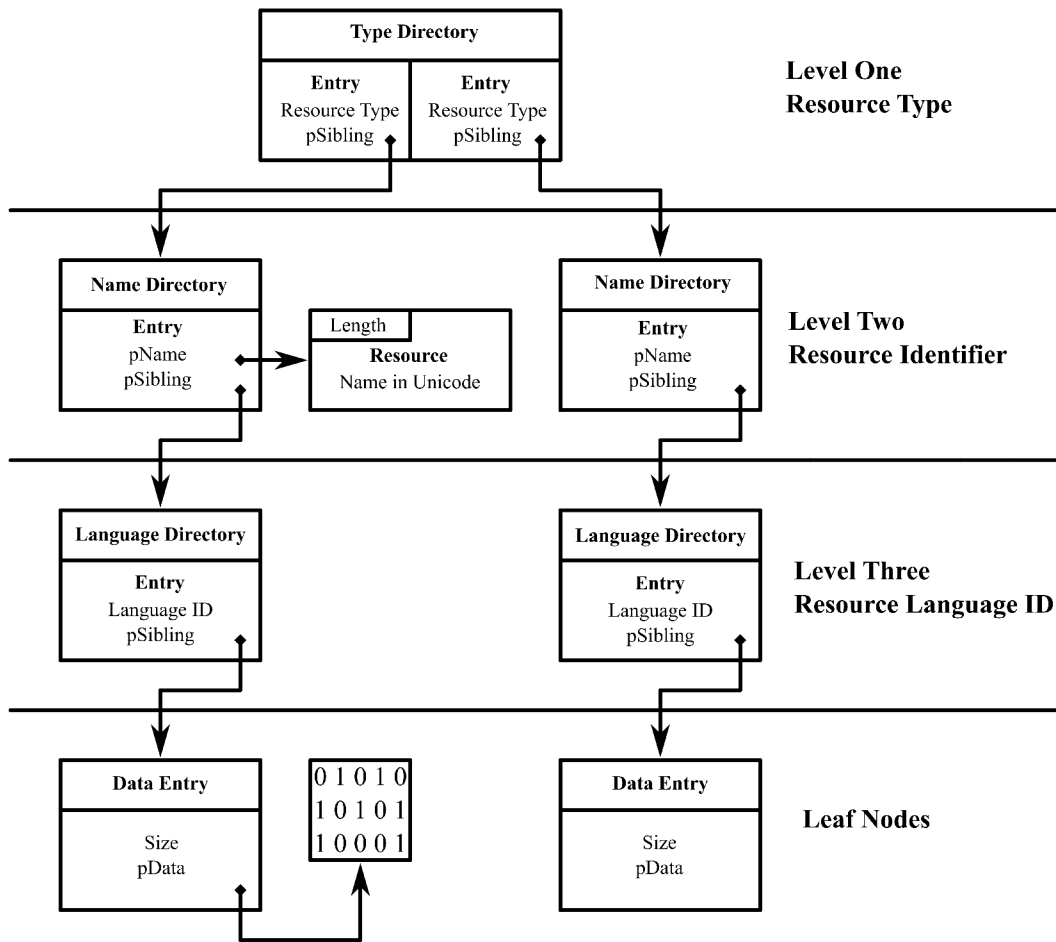 Type Directory
Entry
Resource Type
pSibling
Entry
Resource Type
pSibling
Level One
Resource Type
Name Directory
Entry
pName
pSibling
Length
Resource
Name in Unicode
Name Directory
Entry
pName
pSibling
Level Two
Resource Identifier
Language Directory
Entry
Language ID
pSibling
Language Directory
Entry
Language ID
pSibling
Level Three
Resource Language ID
Data Entry
Size
pData
0 1 0 1 0
1 0 1 0 1
1 0 0 0 1
Data Entry
Size
pData
Leaf Nodes